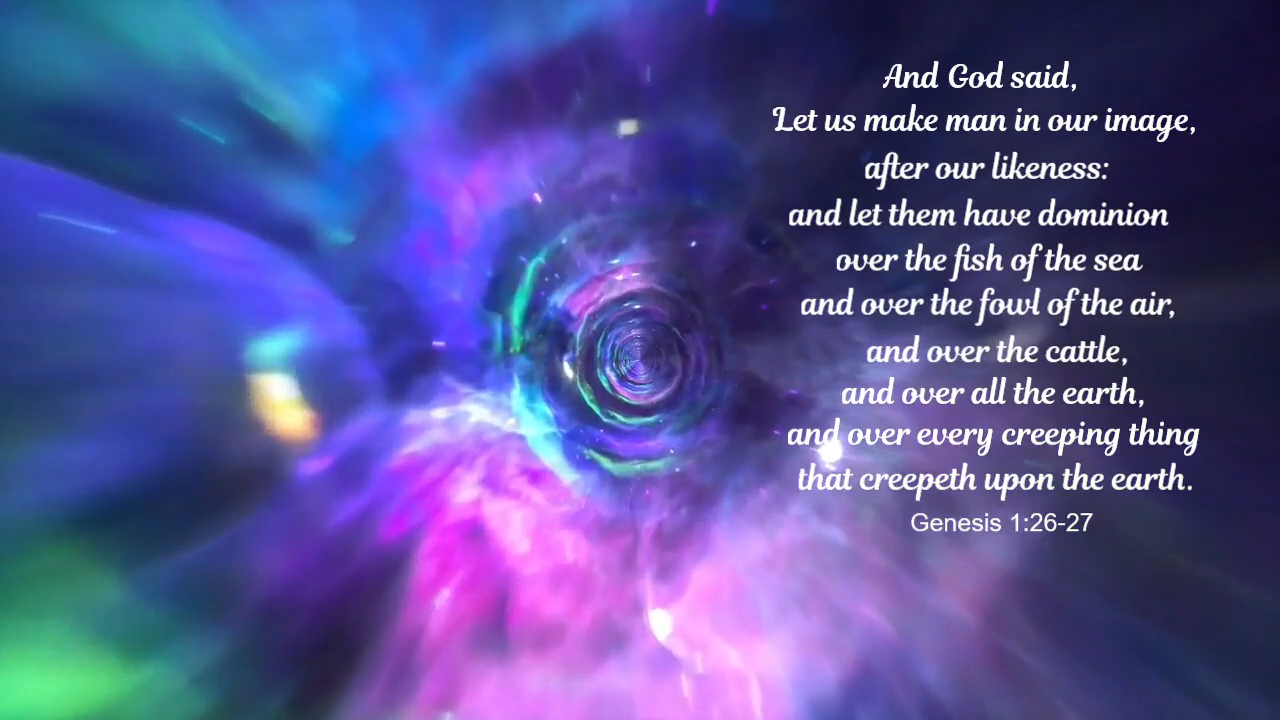 And God said,
Let us make man in our image,
after our likeness:
and let them have dominion
over the fish of the sea
and over the fowl of the air,
and over the cattle,
and over all the earth,
and over every creeping thing
that creepeth upon the earth.
Genesis 1:26-27